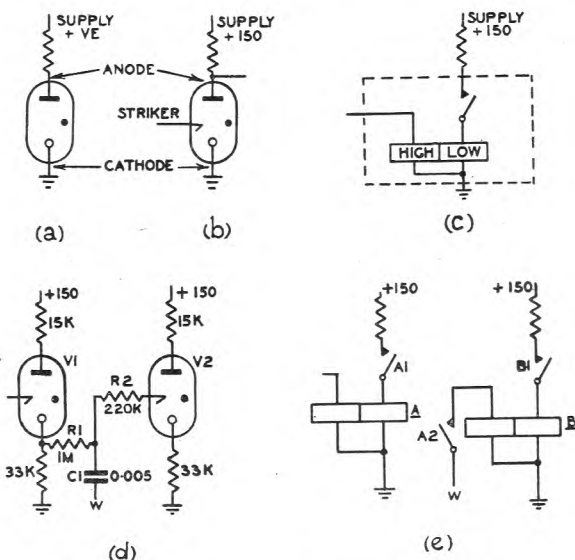 SUPPLY
+ VE
SUPPLY
+150
SUPPLY
+150
ANODE
STRIKER
CATHODE
HIGH LOW
(a)
(b)
(c)
+150
15K
V1
+150
15K
V2
R2
220K
R1
1M
33K
C1 0·005
33K
W
(d)
+150
A1
A
A2
W
+150
B1
B
(e)